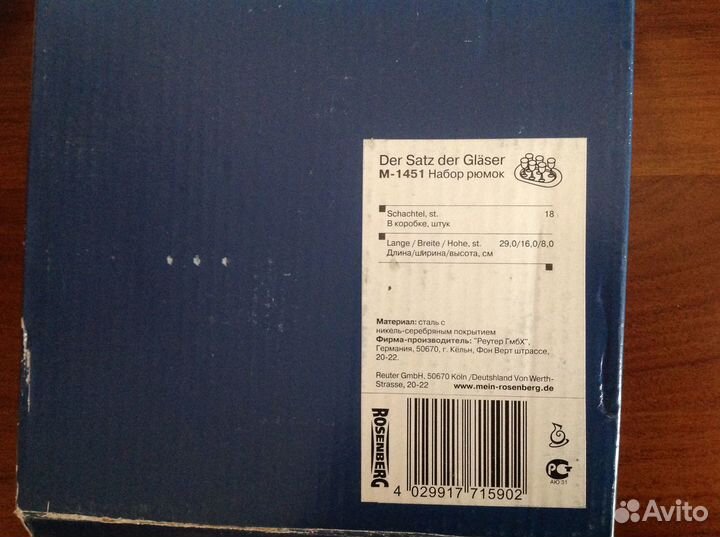 Der Satz der Gläser
M-1451 Набор рюмок
Schachtel, st. 18
В коробке, штук
Lange / Breite / Hohe, st. 29,0/16,0/8,0
Длина/ширина/высота, см
Материал: сталь с
никель-серебряным покрытием
Фирма-производитель: "Реутер ГмбХ",
Германия, 50670, г. Кёльн, Фон Верт штрассе,
20-22.
Reuter GmbH, 50670 Köln /Deutshland Von Werth-
Strasse, 20-22 www.mein-rosenberg.de
ROSENBERG
4 029917 715902
РСТ
АЮ 31
Avito